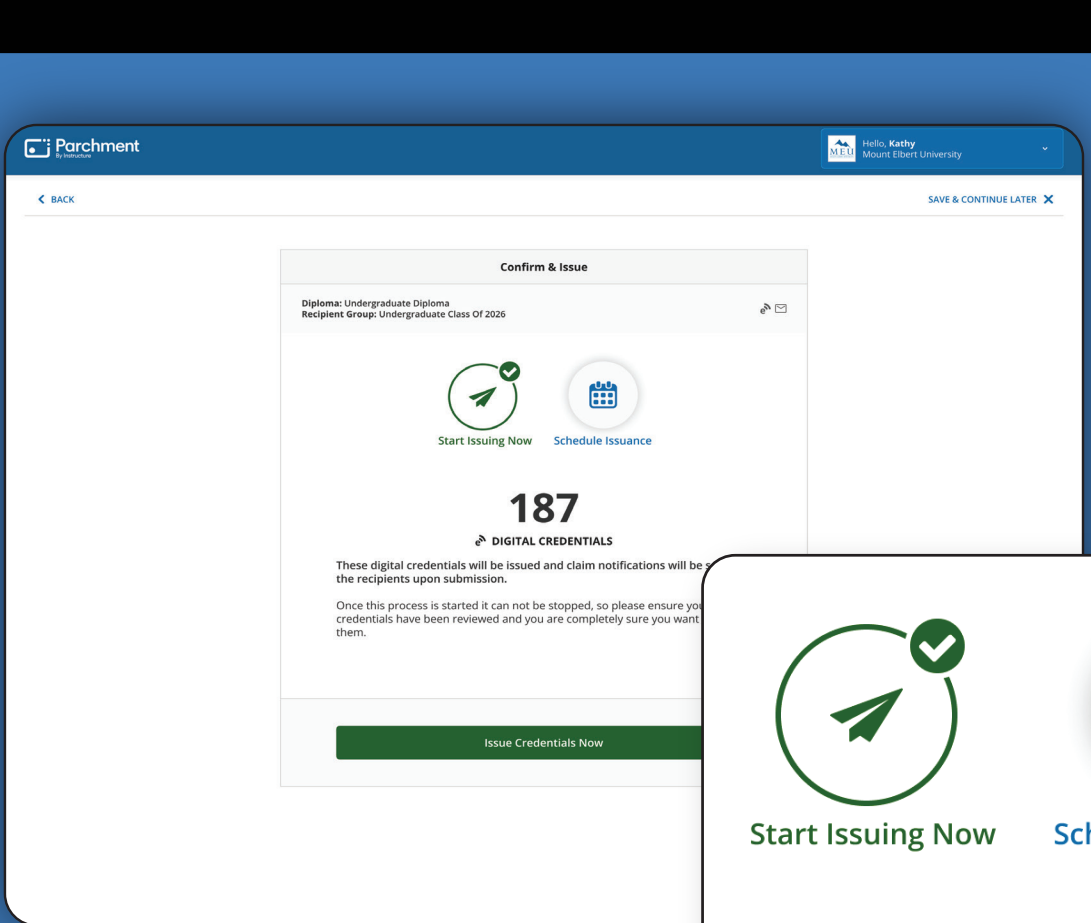 Parchment
By Instructure
Hello, Kathy
MEU
Mount Elbert University
BACK
SAVE & CONTINUE LATER
Confirm & Issue
Diploma: Undergraduate Diploma
Recipient Group: Undergraduate Class Of 2026
Start Issuing Now
Schedule Issuance
187
DIGITAL CREDENTIALS
These digital credentials will be issued and claim notifications will be
the recipients upon submission.
Once this process is started it can not be stopped, so please ensure
credentials have been reviewed and you are completely sure you want
them.
Issue Credentials Now
Start Issuing Now